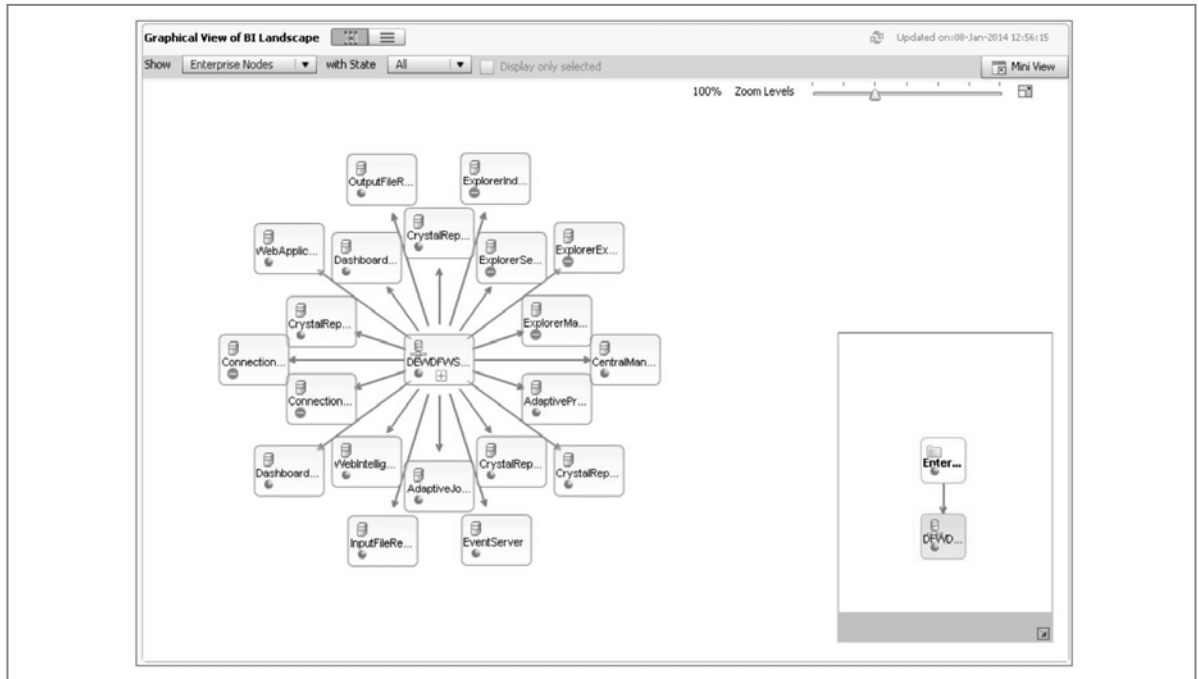 Graphical View of BI Landscape
Updated on:08-Jan-2014 12:56:15
Show Enterprise Nodes with State All Display only selected
Mini View
100% Zoom Levels
OutputFileR...
ExplorerInd...
CrystalRep...
WebApplic...
Dashboard...
ExplorerSe...
ExplorerEx...
CrystalRep...
ExplorerMa...
Connection...
DEWDFWS...
CentralMan...
Connection...
AdaptivePr...
Dashboard...
WebIntellig...
AdaptiveJo...
CrystalRep...
CrystalRep...
InputFileRe...
EventServer
Enter...